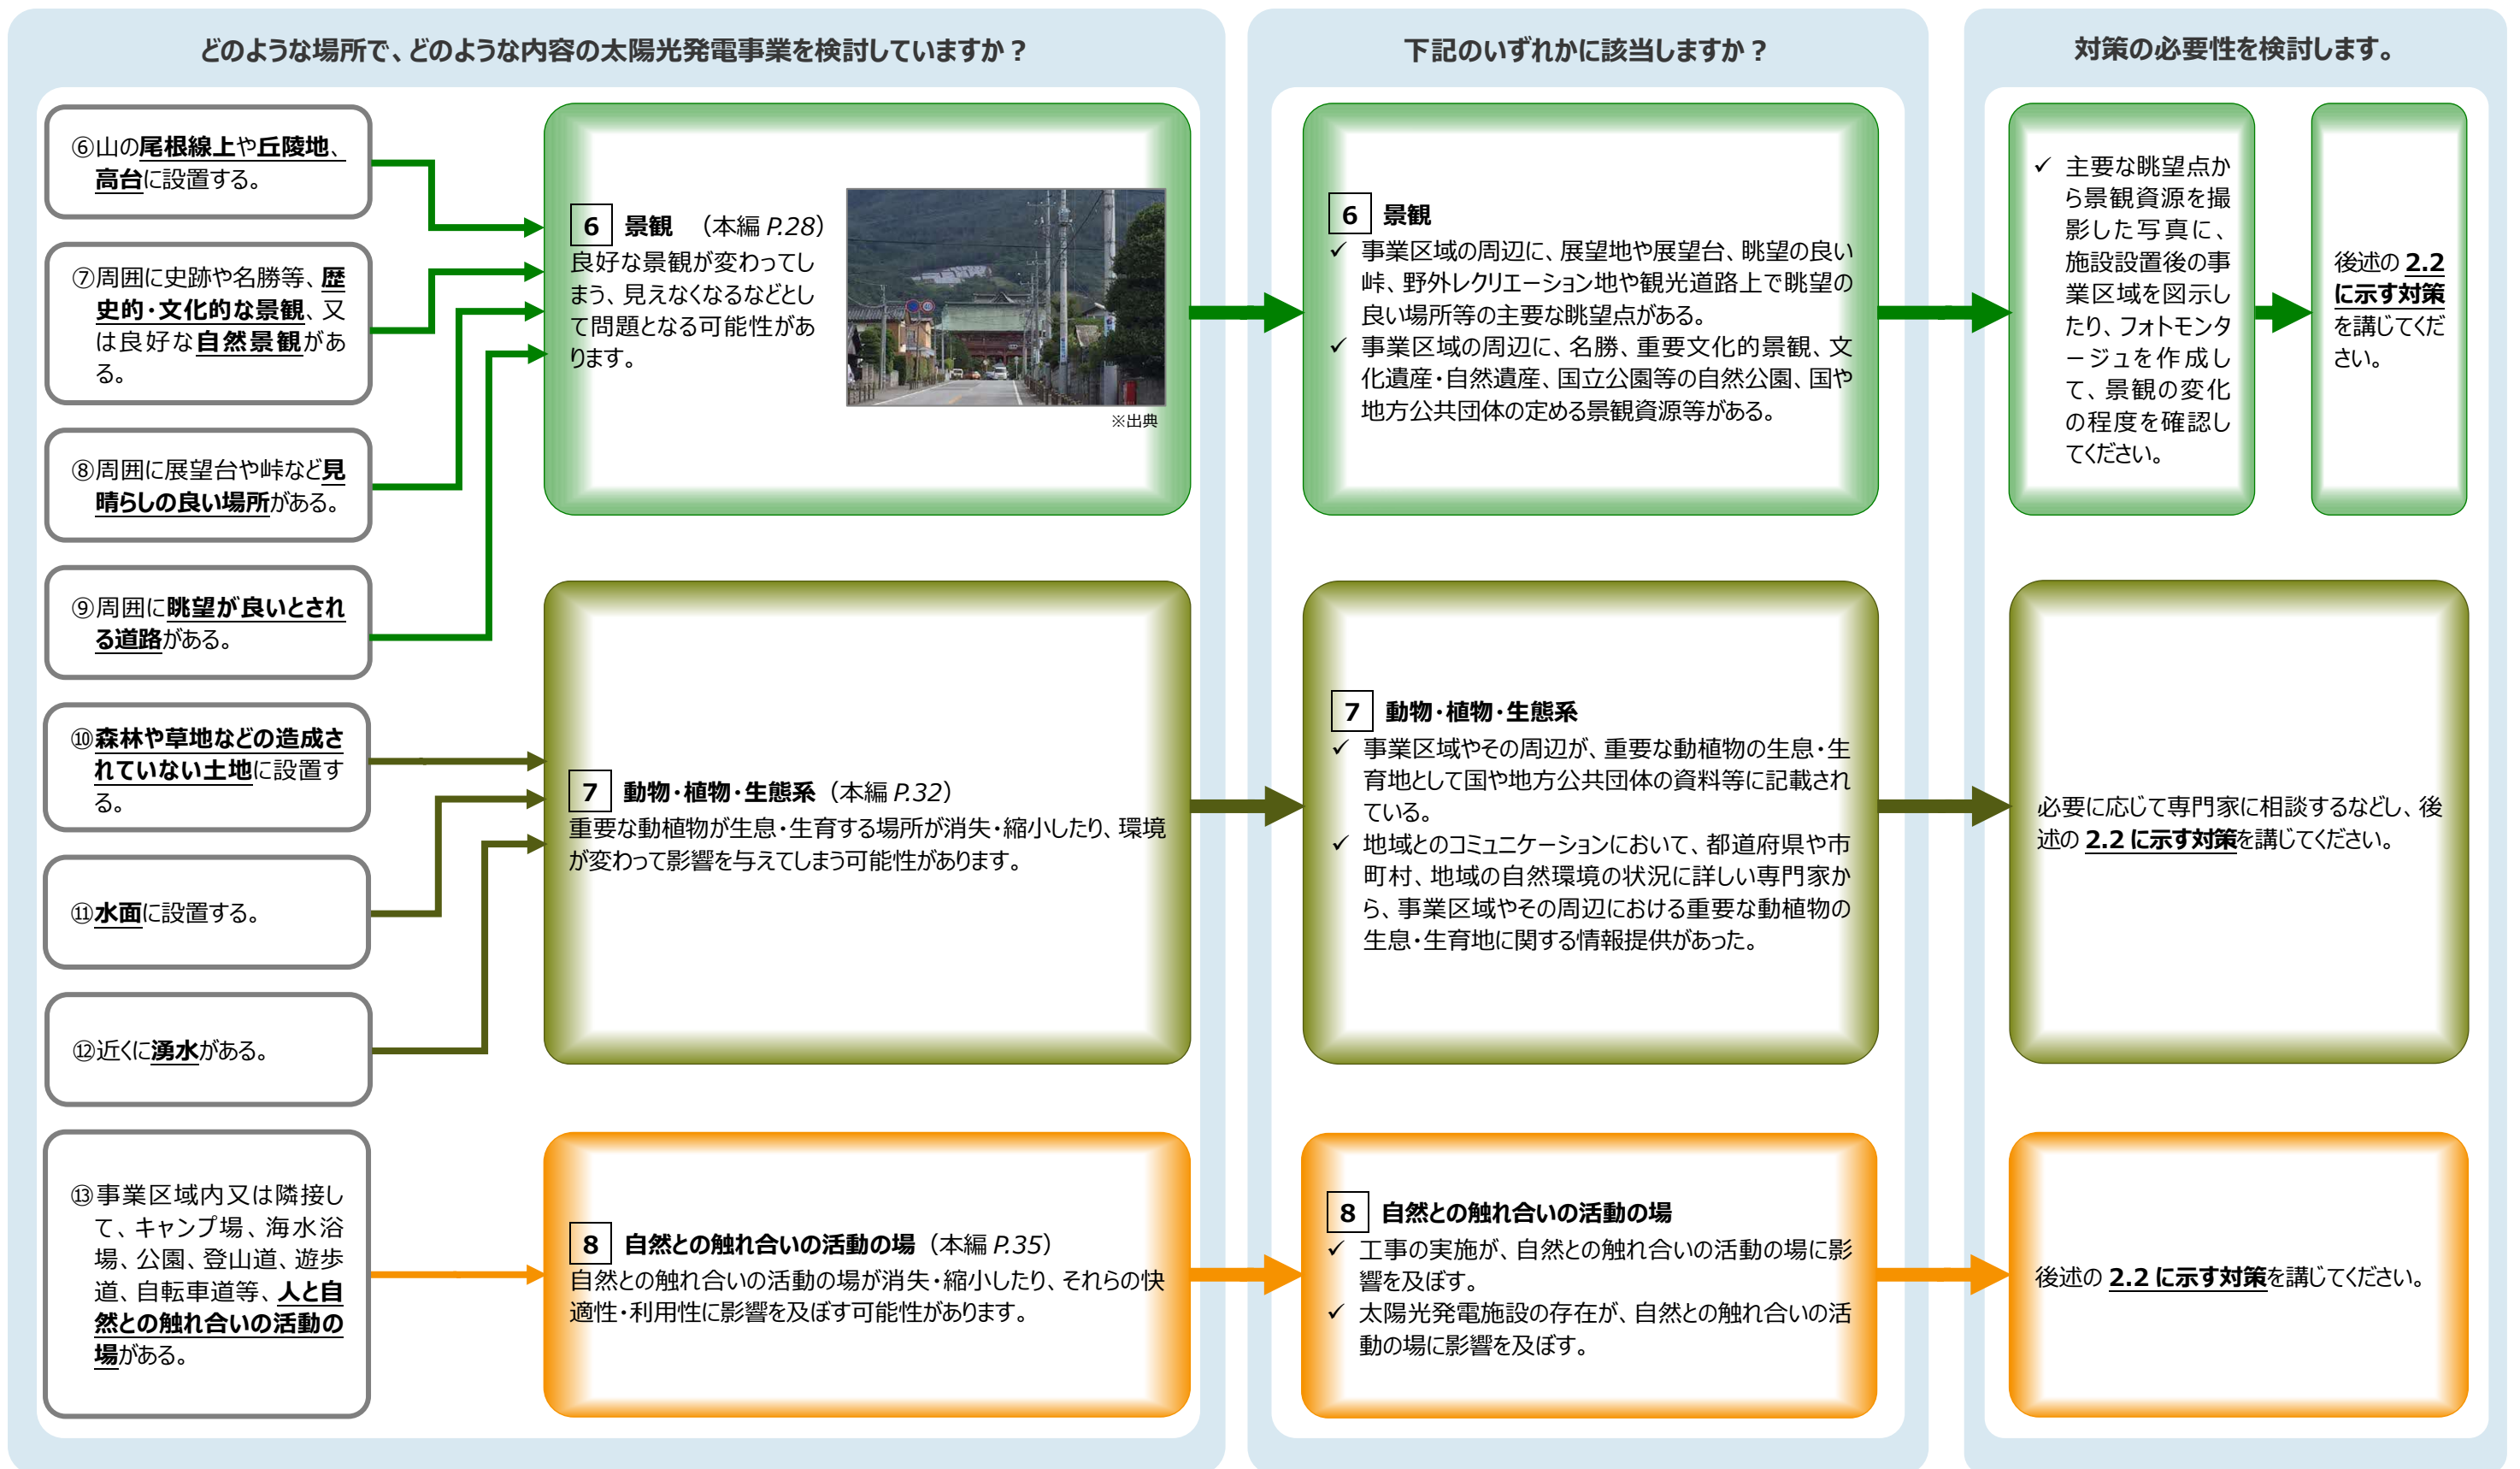 どのような場所で、どのような内容の太陽光発電事業を検討していますか？
⑥山の尾根線上や丘陵地、
高台に設置する。
⑦周囲に史跡や名勝等、歴
史的・文化的な景観、又
は良好な自然景観があ
る。
⑧周囲に展望台や峠など見
晴らしの良い場所がある。
⑨周囲に眺望が良いとされ
る道路がある。
⑩森林や草地などの造成さ
れていない土地に設置す
る。
⑪水面に設置する。
⑫近くに湧水がある。
⑬事業区域内又は隣接し
て、キャンプ場、海水浴
場、公園、登山道、遊歩
道、自転車道等、人と自
然との触れ合いの活動の
場がある。
6 景観 （本編 P.28）
良好な景観が変わってし
まう、見えなくなるなどとし
て問題となる可能性があ
ります。
※出典
7 動物・植物・生態系（本編 P.32）
重要な動植物が生息・生育する場所が消失・縮小したり、環境
が変わって影響を与えてしまう可能性があります。
8 自然との触れ合いの活動の場（本編 P.35）
自然との触れ合いの活動の場が消失・縮小したり、それらの快
適性・利用性に影響を及ぼす可能性があります。
下記のいずれかに該当しますか？
6 景観
✓ 事業区域の周辺に、展望地や展望台、眺望の良い
峠、野外レクリエーション地や観光道路上で眺望の
良い場所等の主要な眺望点がある。
✓ 事業区域の周辺に、名勝、重要文化的景観、文
化遺産・自然遺産、国立公園等の自然公園、国や
地方公共団体の定める景観資源等がある。
7 動物・植物・生態系
✓ 事業区域やその周辺が、重要な動植物の生息・生
育地として国や地方公共団体の資料等に記載され
ている。
✓ 地域とのコミュニケーションにおいて、都道府県や市
町村、地域の自然環境の状況に詳しい専門家か
ら、事業区域やその周辺における重要な動植物の
生息・生育地に関する情報提供があった。
8 自然との触れ合いの活動の場
✓ 工事の実施が、自然との触れ合いの活動の場に影
響を及ぼす。
✓ 太陽光発電施設の存在が、自然との触れ合いの活
動の場に影響を及ぼす。
対策の必要性を検討します。
✓ 主要な眺望点か
ら景観資源を撮
影した写真に、
施設設置後の事
業区域を図示し
たり、フォトモンタ
ージュを作成し
て、景観の変化
の程度を確認し
てください。
後述の 2.2
に示す対策
を講じてくだ
さい。
必要に応じて専門家に相談するなどし、後
述の 2.2 に示す対策を講じてください。
後述の 2.2 に示す対策を講じてください。